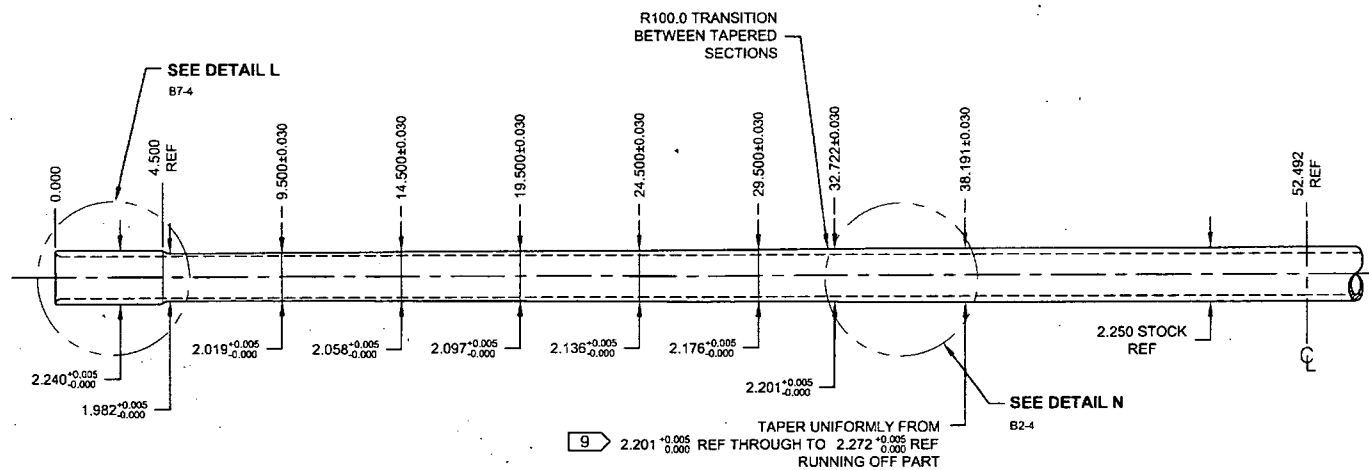 R100.0 TRANSITION
BETWEEN TAPERED
SECTIONS
SEE DETAIL L
B7-4
0.000
4.500
REF
9.500±0.030
14.500±0.030
19.500±0.030
24.500±0.030
29.500±0.030
32.722±0.030
38.191±0.030
52.492
REF
2.240 +0.005 -0.000
1.982 +0.005 -0.000
2.019 +0.005 -0.000
2.058 +0.005 -0.000
2.097 +0.005 -0.000
2.136 +0.005 -0.000
2.176 +0.005 -0.000
2.201 +0.005 -0.000
2.250 STOCK
REF
CL
SEE DETAIL N
B2-4
TAPER UNIFORMLY FROM
9 2.201 +0.005 0.000 REF THROUGH TO 2.272 +0.005 0.000 REF
RUNNING OFF PART